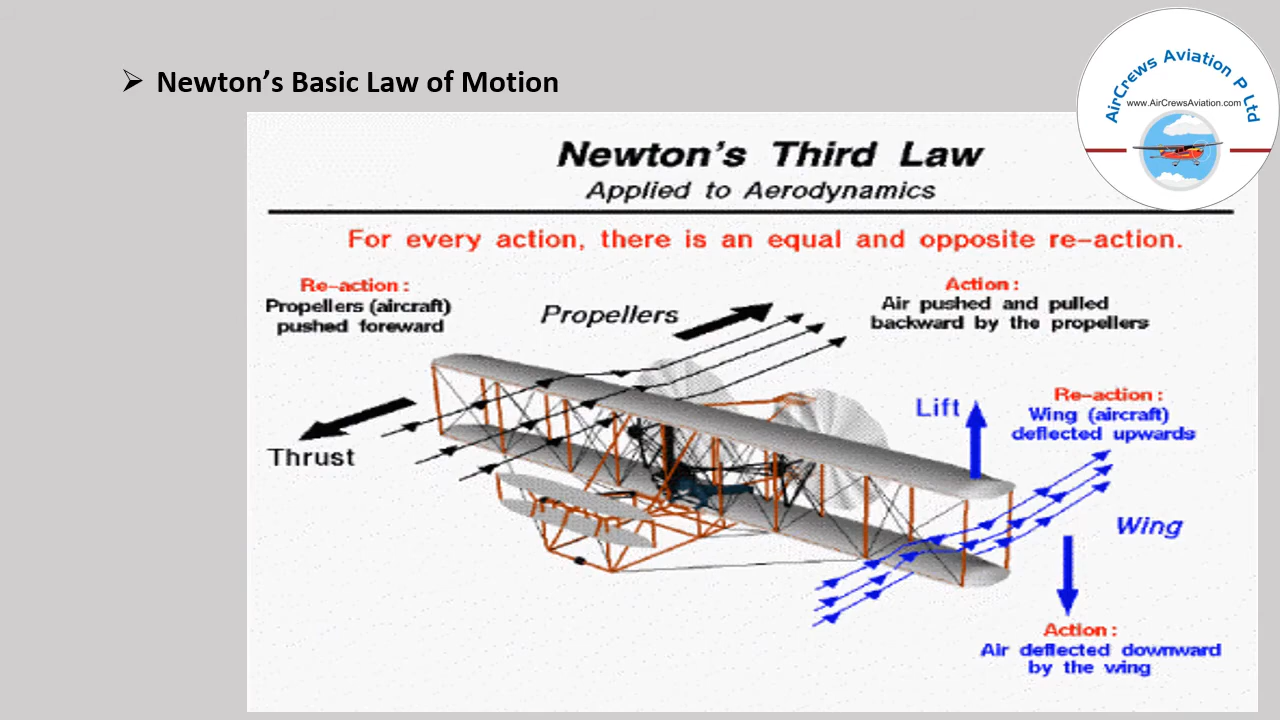 ➢ Newton’s Basic Law of Motion
AirCrews Aviation P Ltd
www.AirCrewsAviation.com
Newton's Third Law
Applied to Aerodynamics
For every action, there is an equal and opposite re-action.
Re-action :
Propellers (aircraft)
pushed foreward
Propellers
Action :
Air pushed and pulled
backward by the propellers
Thrust
Lift
Re-action :
Wing (aircraft)
deflected upwards
Wing
Action :
Air deflected downward
by the wing